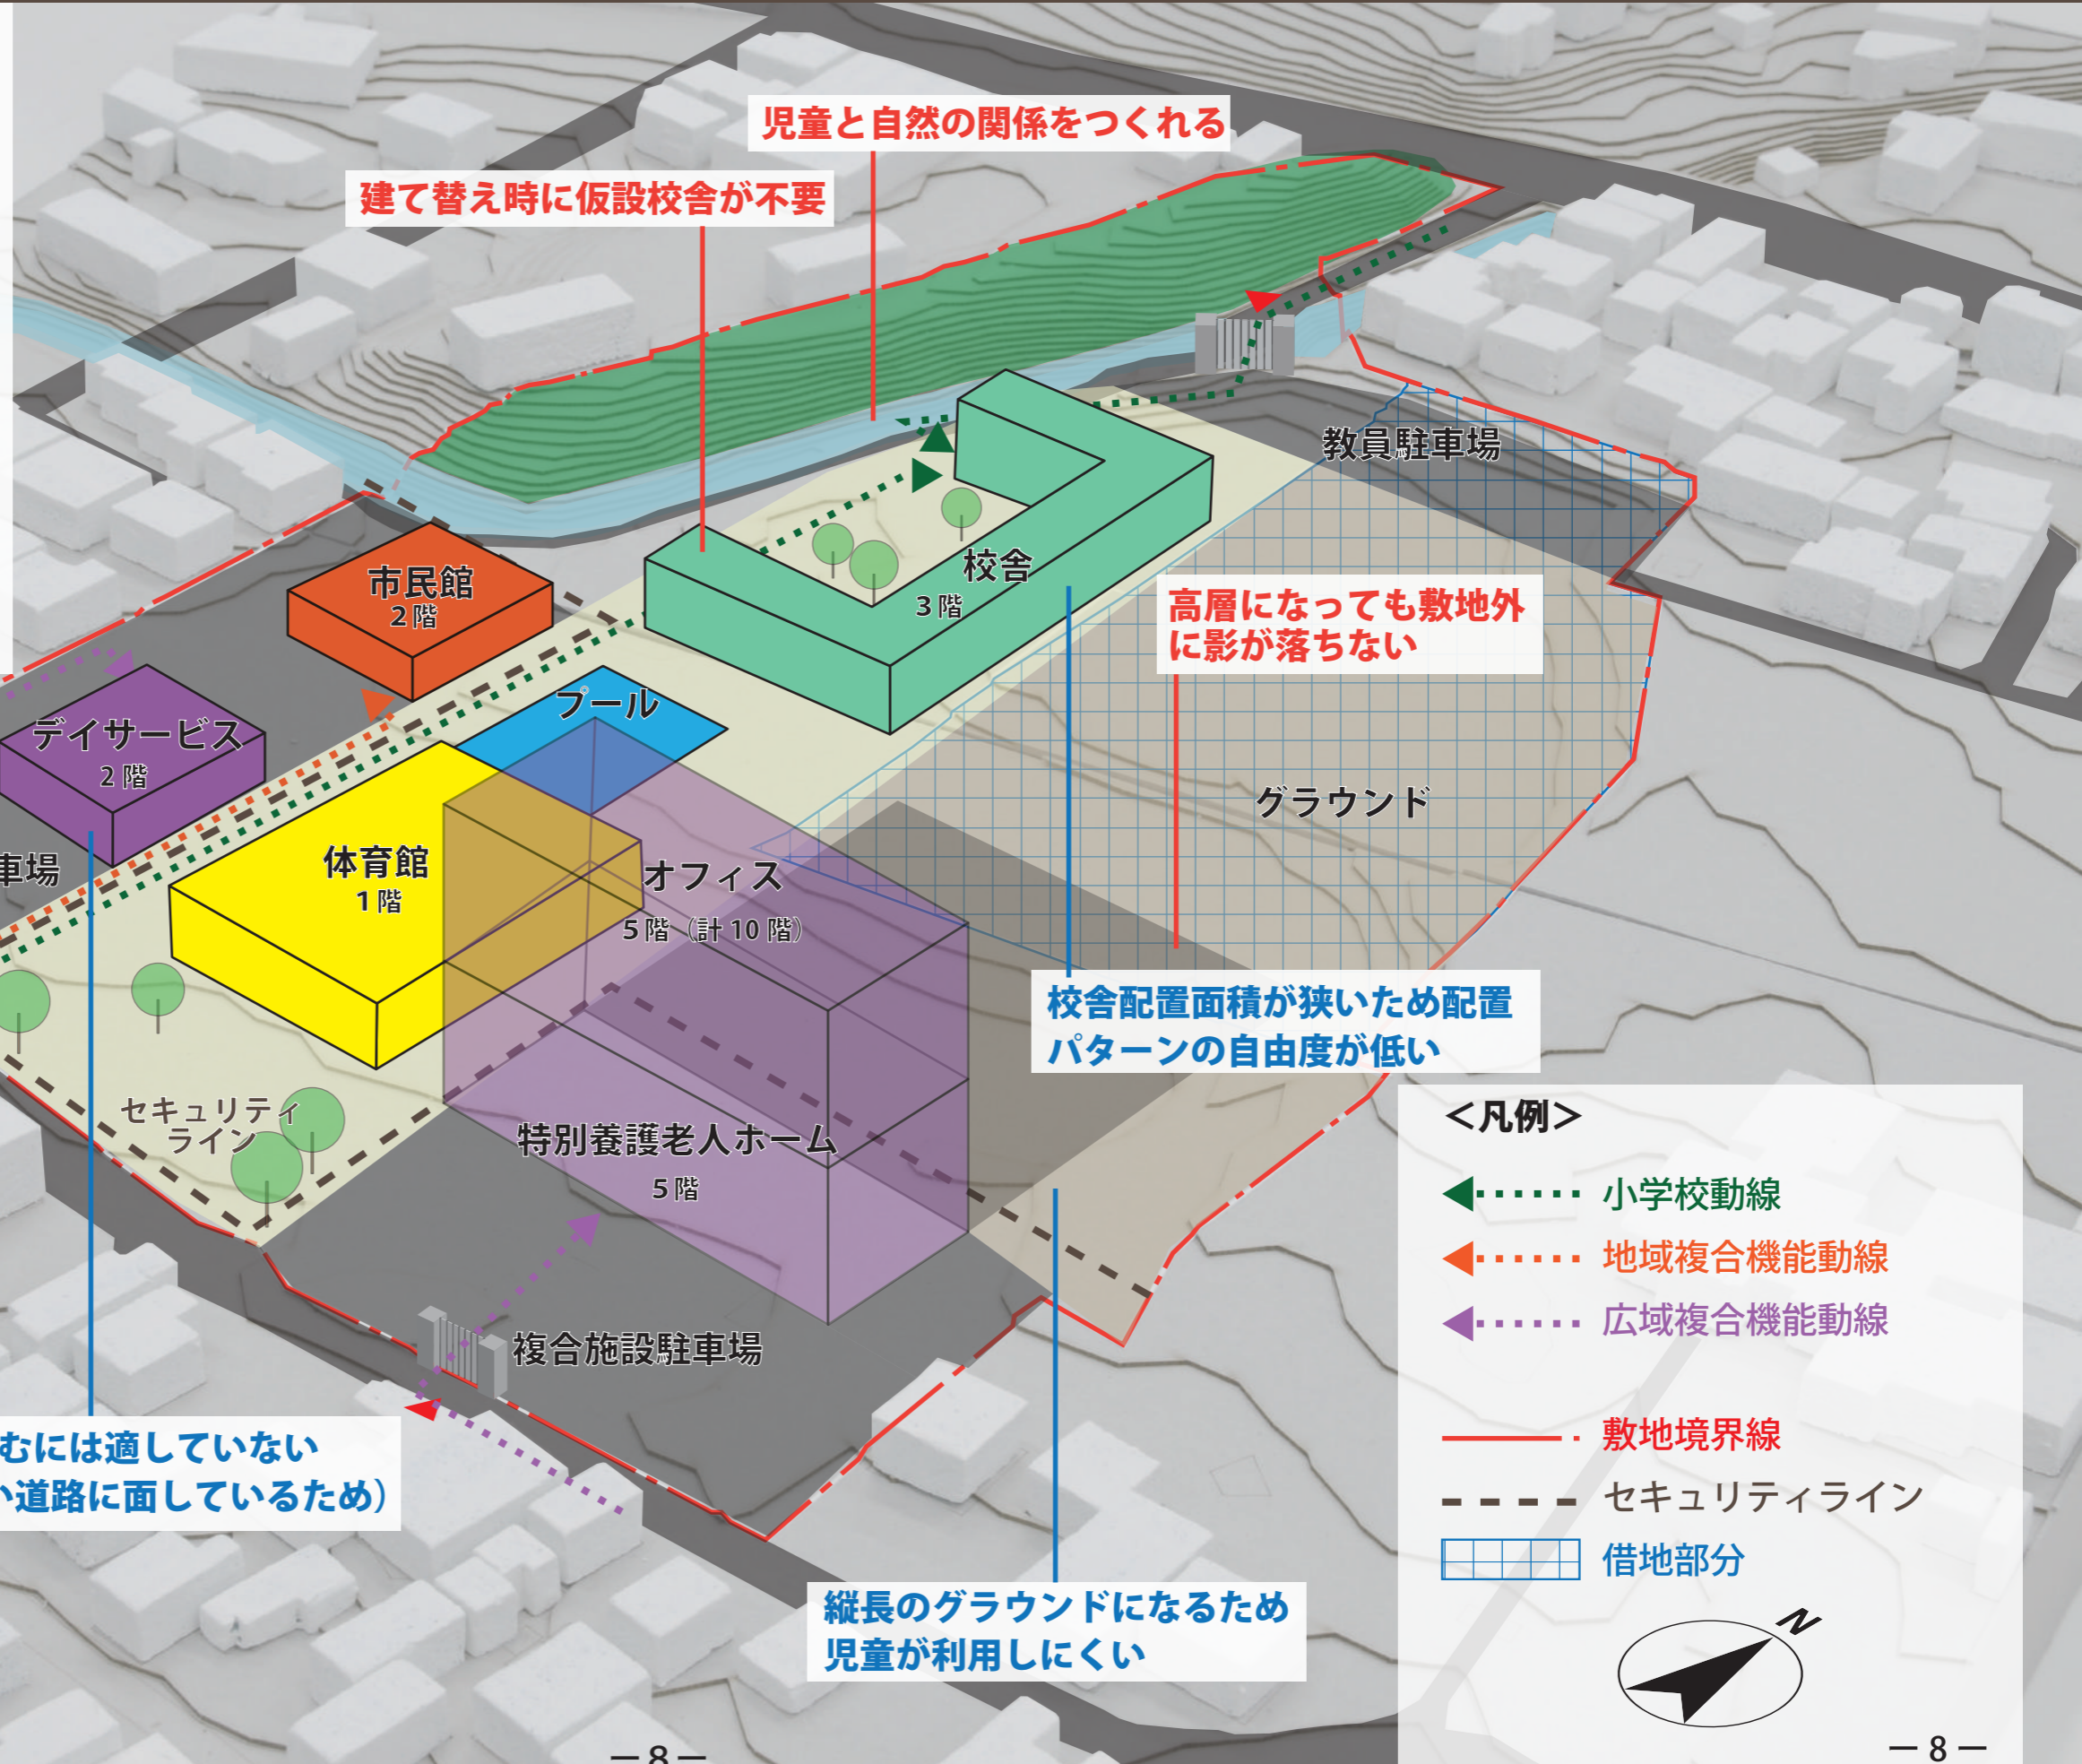 児童と自然の関係をつくれる
建て替え時に仮設校舎が不要
教員駐車場
市民館
2階
校舎
3階
高層になっても敷地外
に影が落ちない
プール
デイサービス
2階
グラウンド
車場
体育館
1階
オフィス
5階（計10階）
校舎配置面積が狭いため配置
パターンの自由度が低い
セキュリティ
ライン
特別養護老人ホーム
5階
複合施設駐車場
むには適していない
い道路に面しているため）
縦長のグラウンドになるため
児童が利用しにくい
＜凡例＞
小学校動線
地域複合機能動線
広域複合機能動線
敷地境界線
セキュリティライン
借地部分
N
－8－
－8－